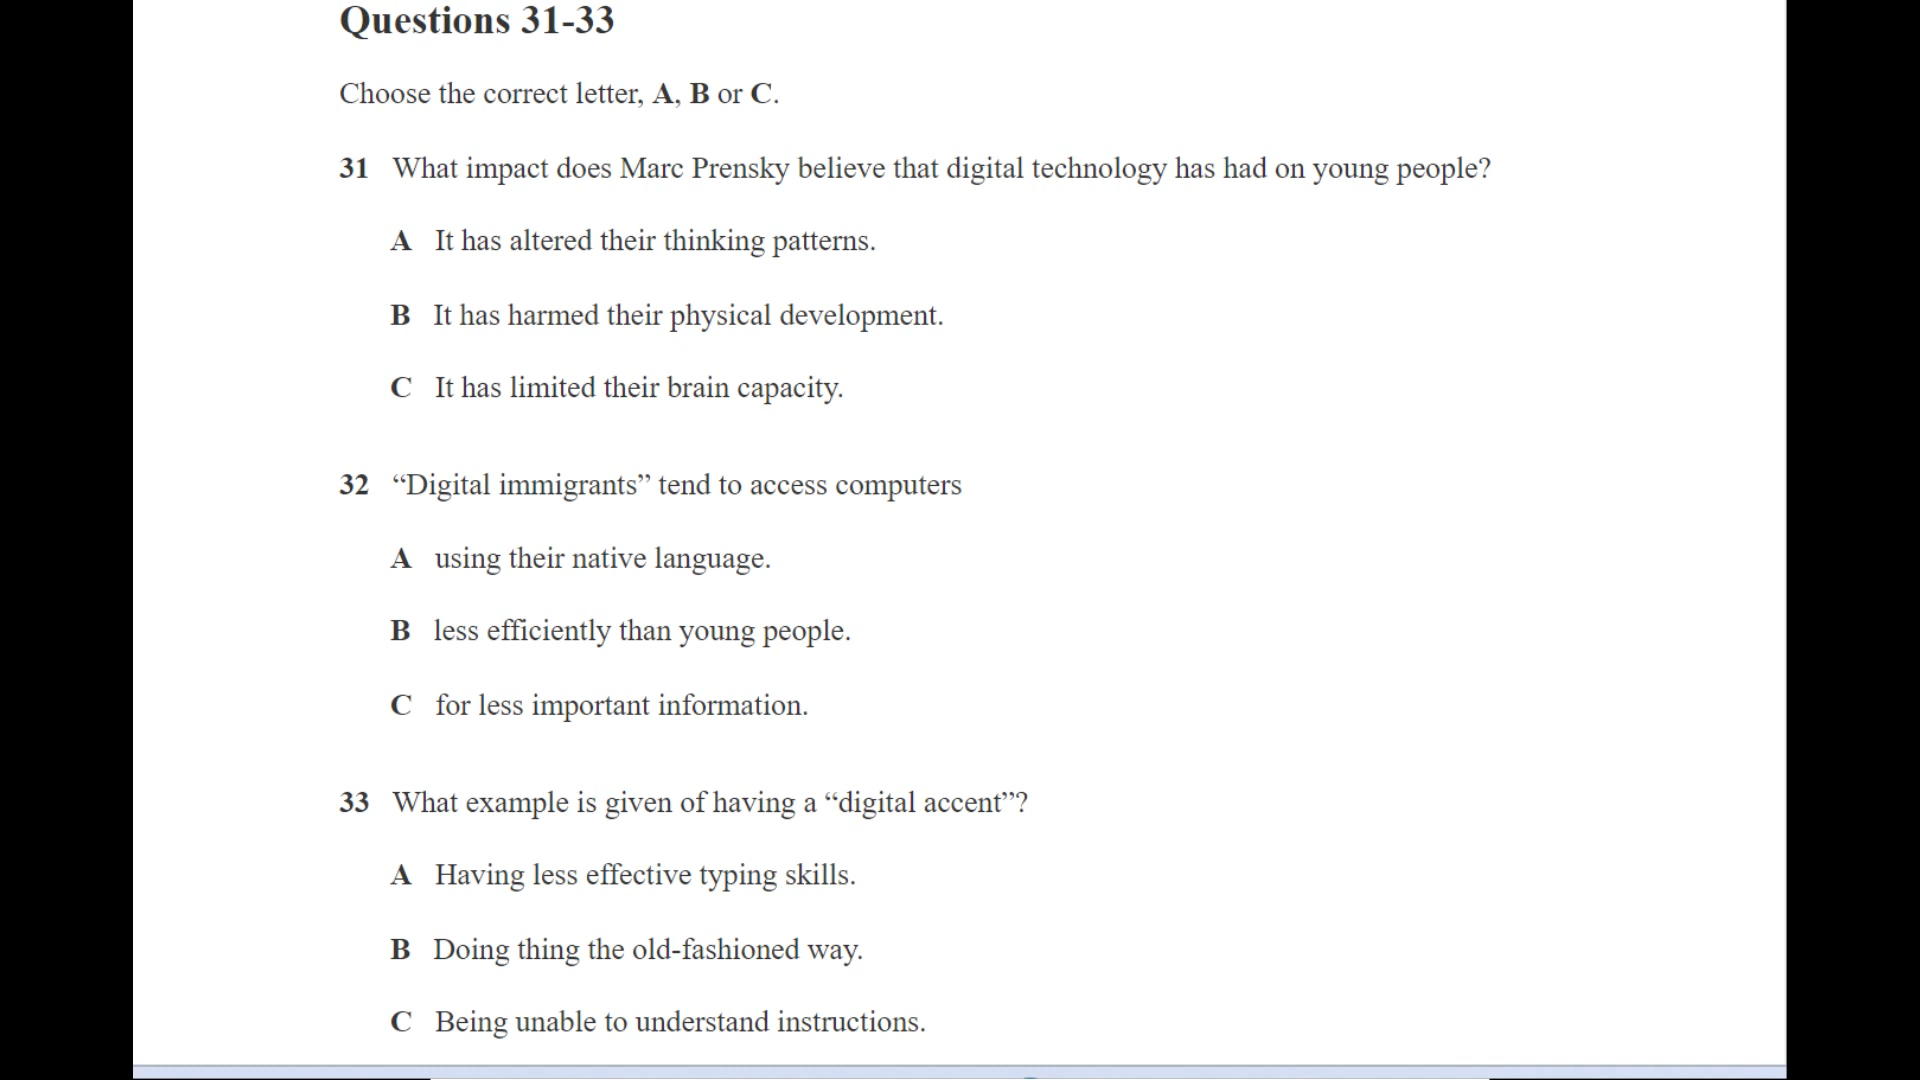 Questions 31-33
Choose the correct letter, A, B or C.
31 What impact does Marc Prensky believe that digital technology has had on young people?
A It has altered their thinking patterns.
B It has harmed their physical development.
C It has limited their brain capacity.
32 “Digital immigrants” tend to access computers
A using their native language.
B less efficiently than young people.
C for less important information.
33 What example is given of having a “digital accent”?
A Having less effective typing skills.
B Doing thing the old-fashioned way.
C Being unable to understand instructions.